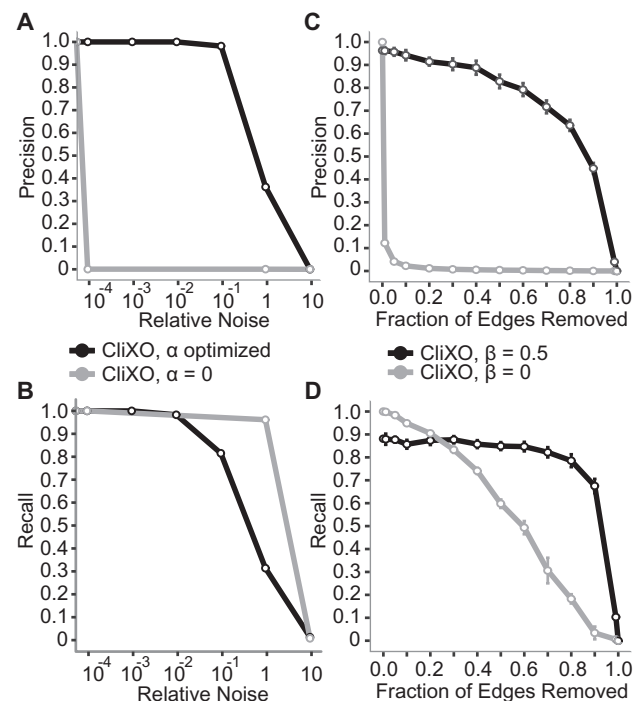 A
1.0
0.9
0.8
0.7
0.6
0.5
0.4
0.3
0.2
0.1
0
Precision
10-4 10-3 10-2 10-1 1 10
Relative Noise
CliXO, α optimized
CliXO, α = 0
B
1.0
0.9
0.8
0.7
0.6
0.5
0.4
0.3
0.2
0.1
0
Recall
10-4 10-3 10-2 10-1 1 10
Relative Noise
C
1.0
0.9
0.8
0.7
0.6
0.5
0.4
0.3
0.2
0.1
0
Precision
0.0 0.2 0.4 0.6 0.8 1.0
Fraction of Edges Removed
CliXO, β = 0.5
CliXO, β = 0
D
1.0
0.9
0.8
0.7
0.6
0.5
0.4
0.3
0.2
0.1
0
Recall
0.0 0.2 0.4 0.6 0.8 1.0
Fraction of Edges Removed